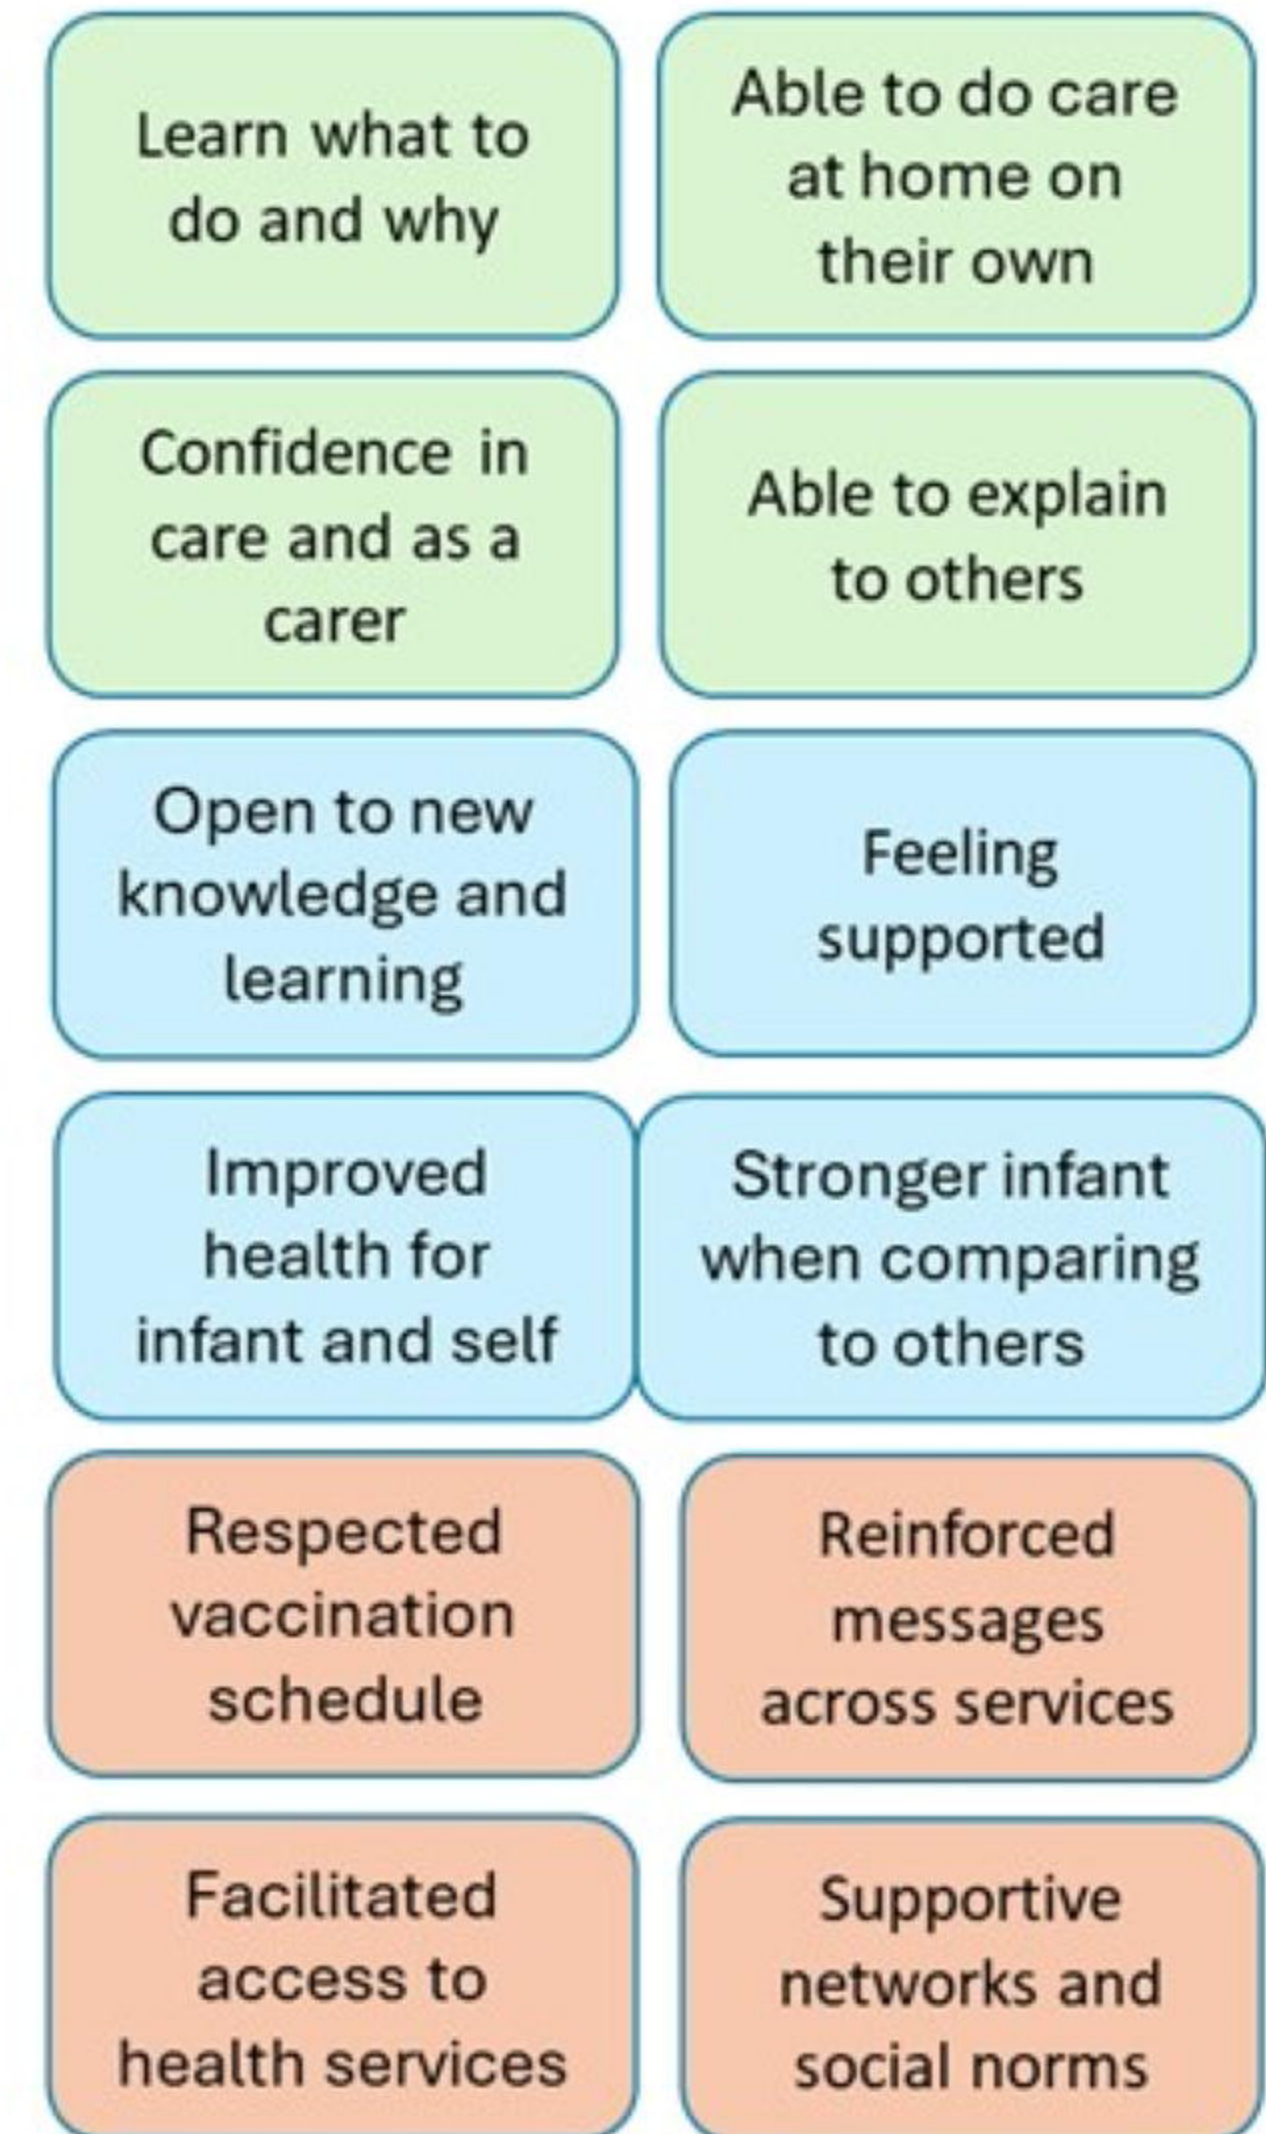 Learn what to
do and why
Able to do care
at home on
their own
Confidence in
care and as a
carer
Able to explain
to others
Open to new
knowledge and
learning
Feeling
supported
Improved
health for
infant and self
Stronger infant
when comparing
to others
Respected
vaccination
schedule
Reinforced
messages
across services
Facilitated
access to
health services
Supportive
networks and
social norms